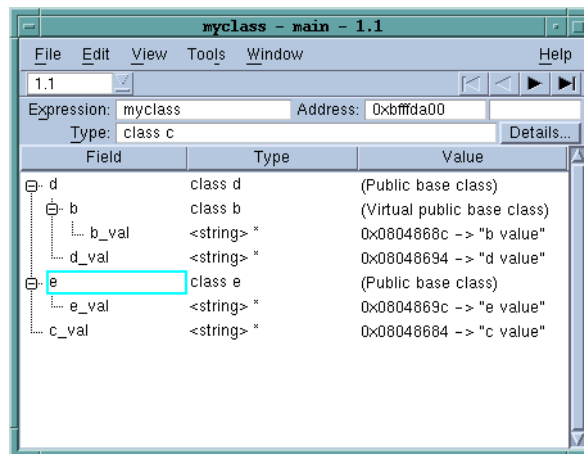 myclass - main - 1.1
File Edit View Tools Window Help
1.1
Expression: myclass Address: 0xbfffda00
Type: class c Details...
Field Type Value
d class d (Public base class)
b class b (Virtual public base class)
b_val <string> * 0x0804868c -> "b value"
d_val <string> * 0x08048694 -> "d value"
e class e (Public base class)
e_val <string> * 0x0804869c -> "e value"
c_val <string> * 0x08048684 -> "c value"